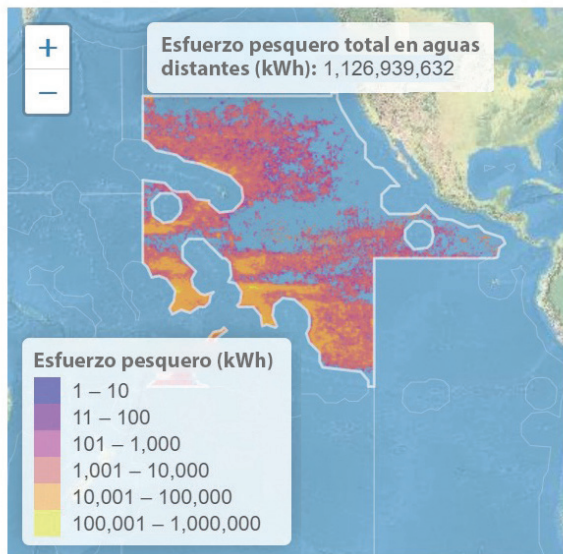 +
−
Esfuerzo pesquero total en aguas
distantes (kWh): 1,126,939,632
Esfuerzo pesquero (kWh)
1 – 10
11 – 100
101 – 1,000
1,001 – 10,000
10,001 – 100,000
100,001 – 1,000,000